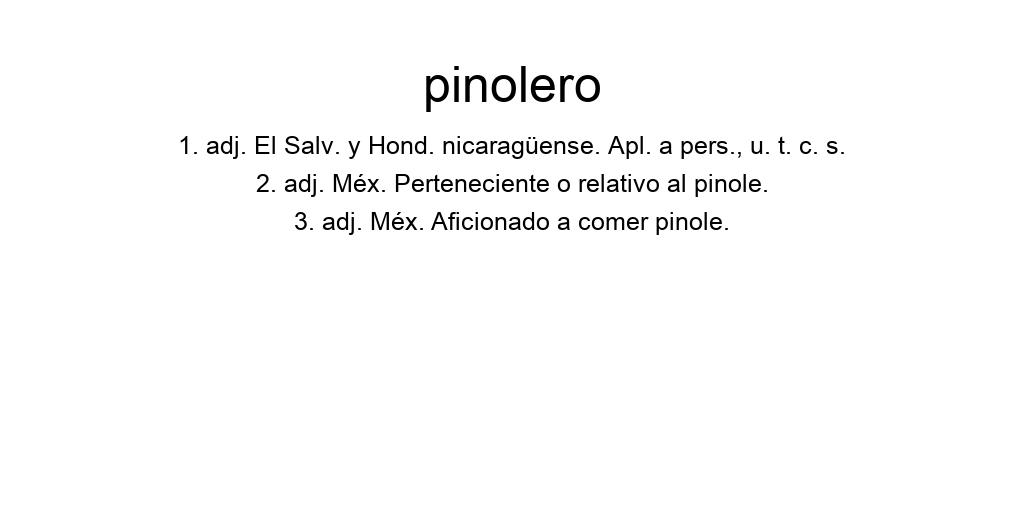 pinolero
1. adj. El Salv. y Hond. nicaragüense. Apl. a pers., u. t. c. s.
2. adj. Méx. Perteneciente o relativo al pinole.
3. adj. Méx. Aficionado a comer pinole.